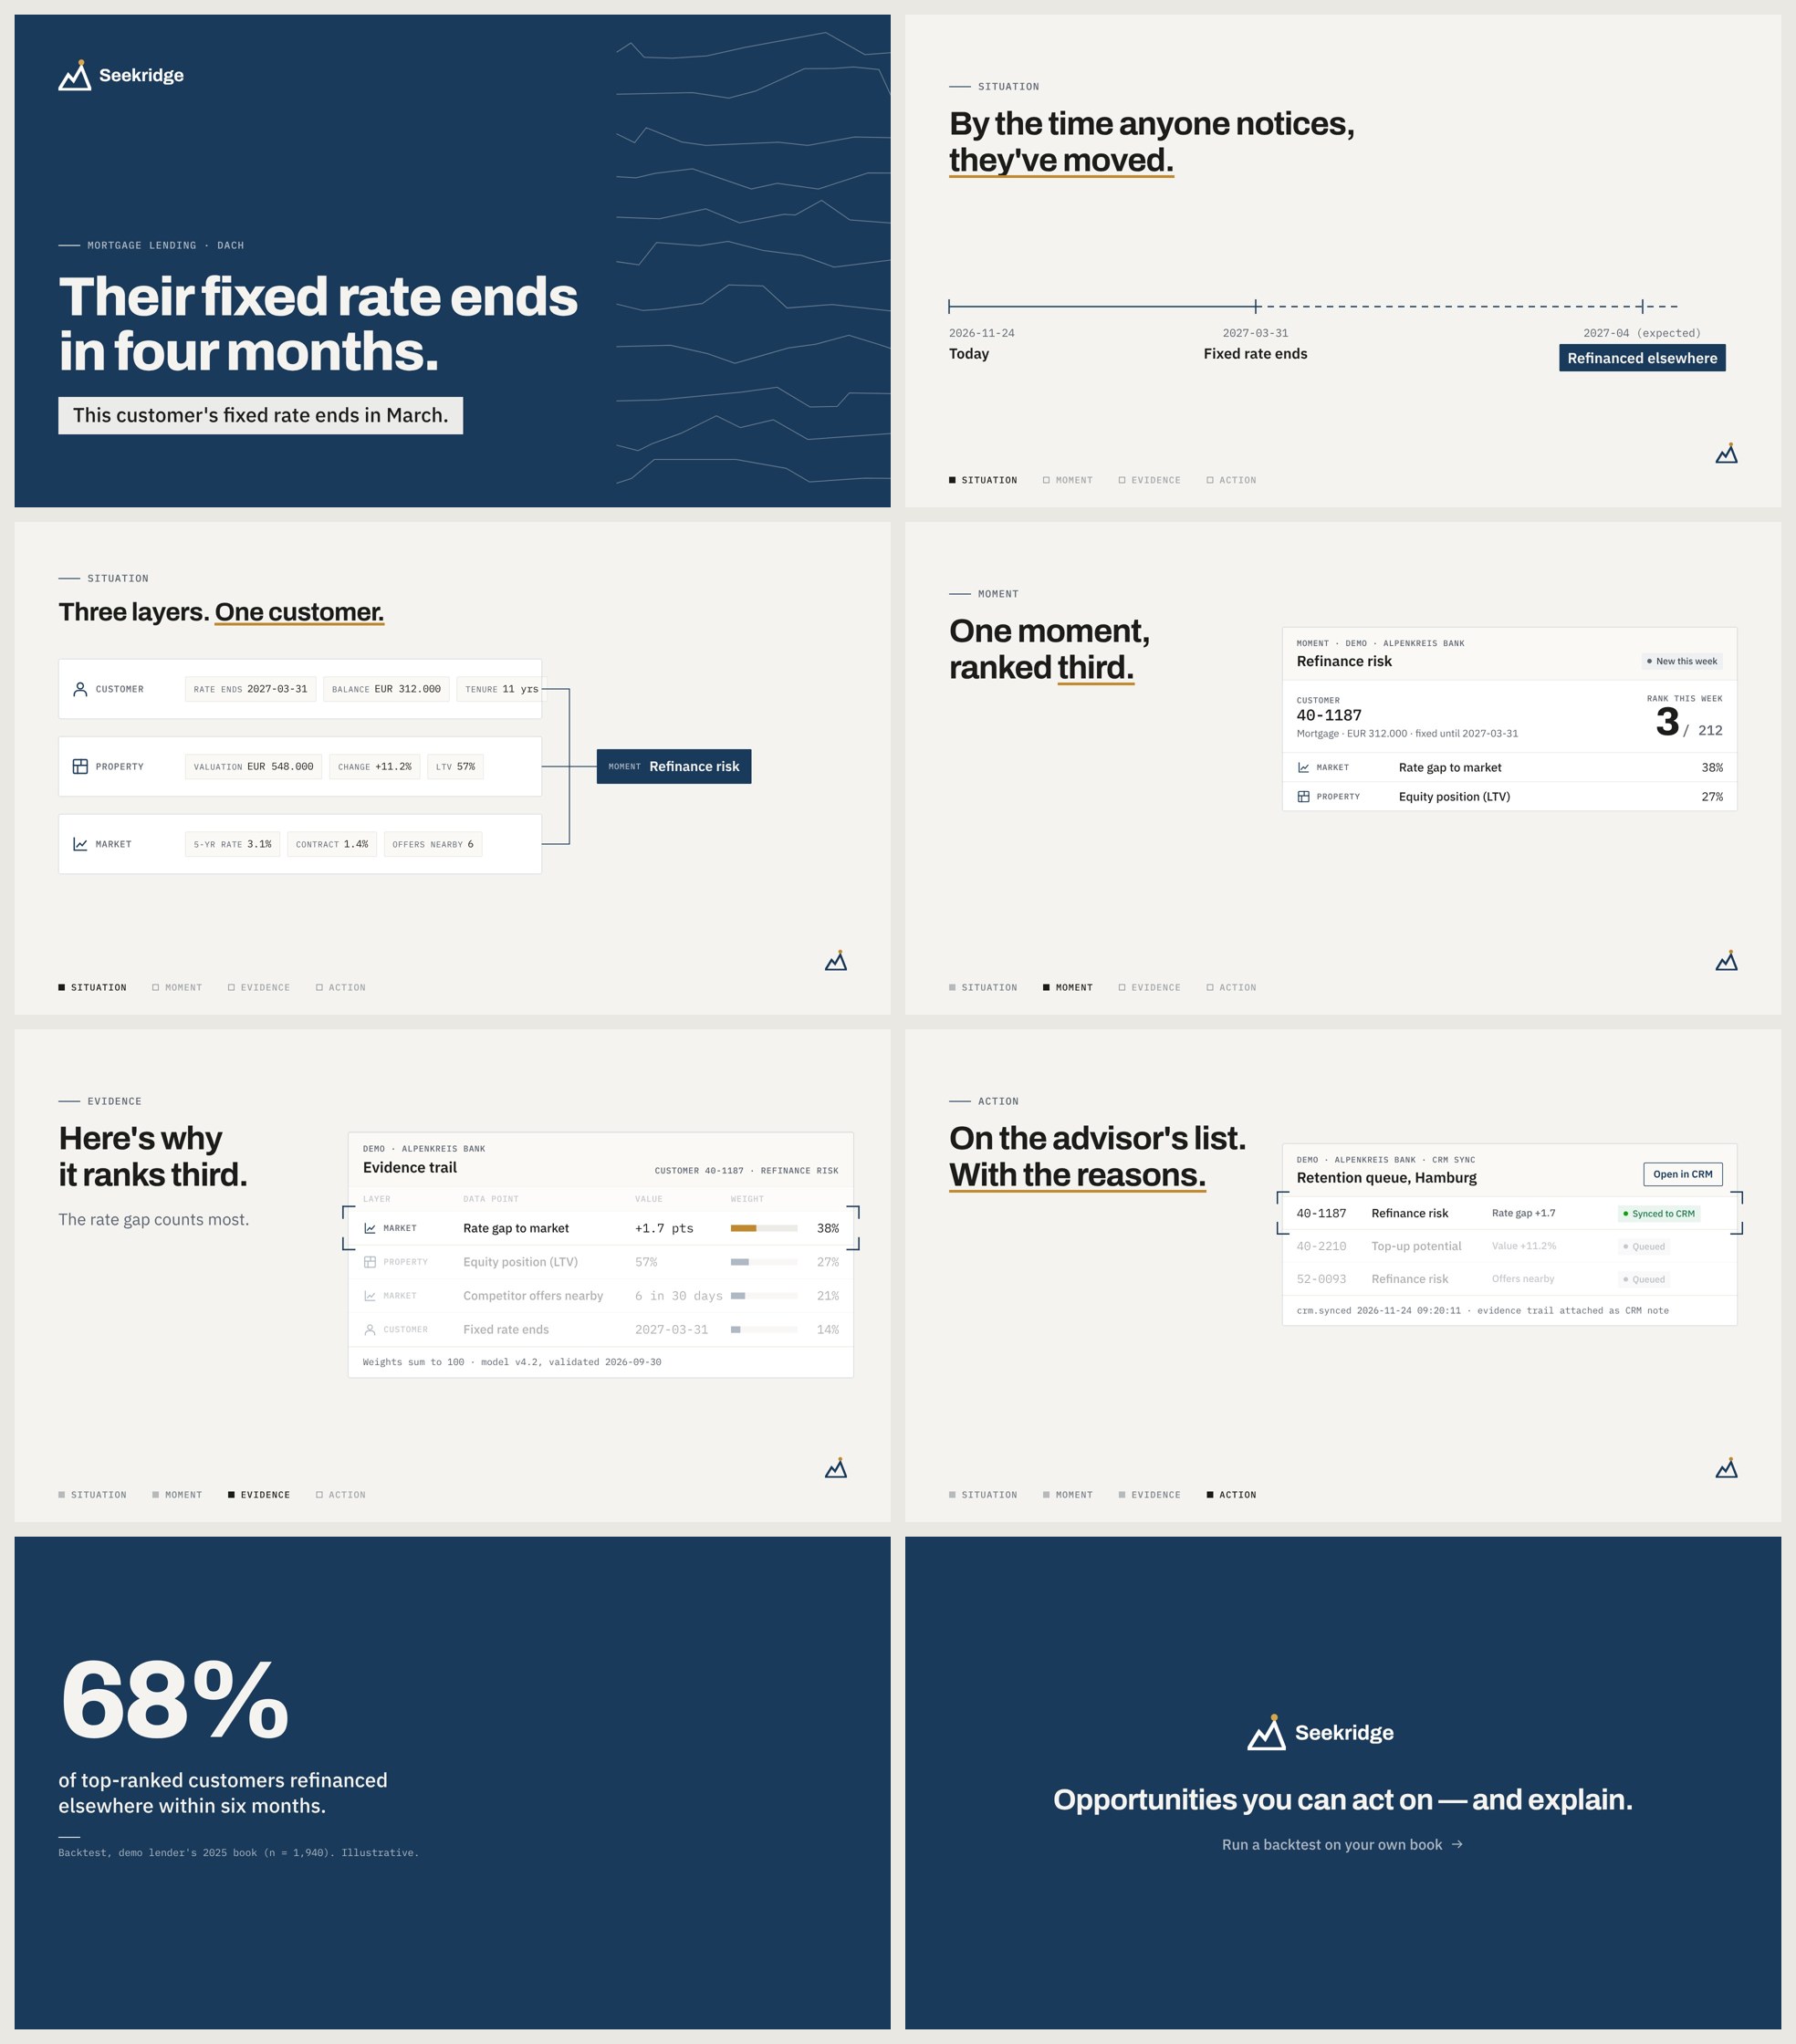 Seekridge
MORTGAGE LENDING · DACH
Their fixed rate ends
in four months.
This customer's fixed rate ends in March.
SITUATION
By the time anyone notices,
they've moved.
2026-11-24
Today
2027-03-31
Fixed rate ends
2027-04 (expected)
Refinanced elsewhere
SITUATION MOMENT EVIDENCE ACTION
SITUATION
Three layers. One customer.
CUSTOMER RATE ENDS 2027-03-31 BALANCE EUR 312.000 TENURE 11 yrs
PROPERTY VALUATION EUR 548.000 CHANGE +11.2% LTV 57%
MOMENT Refinance risk
MARKET 5-YR RATE 3.1% CONTRACT 1.4% OFFERS NEARBY 6
SITUATION MOMENT EVIDENCE ACTION
MOMENT
One moment,
ranked third.
MOMENT · DEMO · ALPENKREIS BANK
Refinance risk
New this week
CUSTOMER
40-1187
Mortgage · EUR 312.000 · fixed until 2027-03-31
RANK THIS WEEK
3 / 212
MARKET Rate gap to market 38%
PROPERTY Equity position (LTV) 27%
SITUATION MOMENT EVIDENCE ACTION
EVIDENCE
Here's why
it ranks third.
The rate gap counts most.
DEMO · ALPENKREIS BANK
Evidence trail
CUSTOMER 40-1187 · REFINANCE RISK
LAYER DATA POINT VALUE WEIGHT
MARKET Rate gap to market +1.7 pts 38%
PROPERTY Equity position (LTV) 57% 27%
MARKET Competitor offers nearby 6 in 30 days 21%
CUSTOMER Fixed rate ends 2027-03-31 14%
Weights sum to 100 · model v4.2, validated 2026-09-30
SITUATION MOMENT EVIDENCE ACTION
ACTION
On the advisor's list.
With the reasons.
DEMO · ALPENKREIS BANK · CRM SYNC
Retention queue, Hamburg
Open in CRM
40-1187 Refinance risk Rate gap +1.7 Synced to CRM
40-2210 Top-up potential Value +11.2% Queued
52-0093 Refinance risk Offers nearby Queued
crm.synced 2026-11-24 09:20:11 · evidence trail attached as CRM note
SITUATION MOMENT EVIDENCE ACTION
68%
of top-ranked customers refinanced
elsewhere within six months.
Backtest, demo lender's 2025 book (n = 1,940). Illustrative.
Seekridge
Opportunities you can act on — and explain.
Run a backtest on your own book →